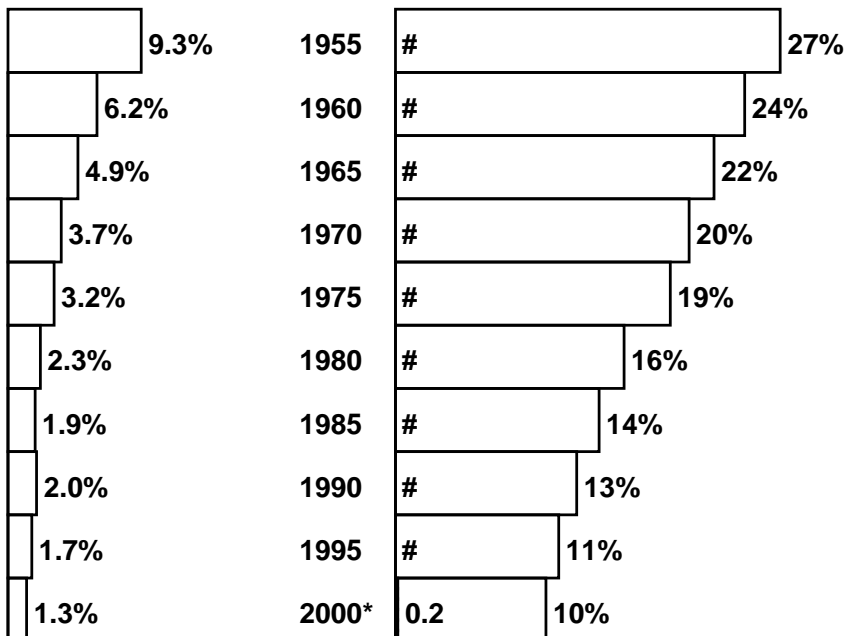 9.3% 1955 # 27%
6.2% 1960 # 24%
4.9% 1965 # 22%
3.7% 1970 # 20%
3.2% 1975 # 19%
2.3% 1980 # 16%
1.9% 1985 # 14%
2.0% 1990 # 13%
1.7% 1995 # 11%
1.3% 2000* 0.2 10%